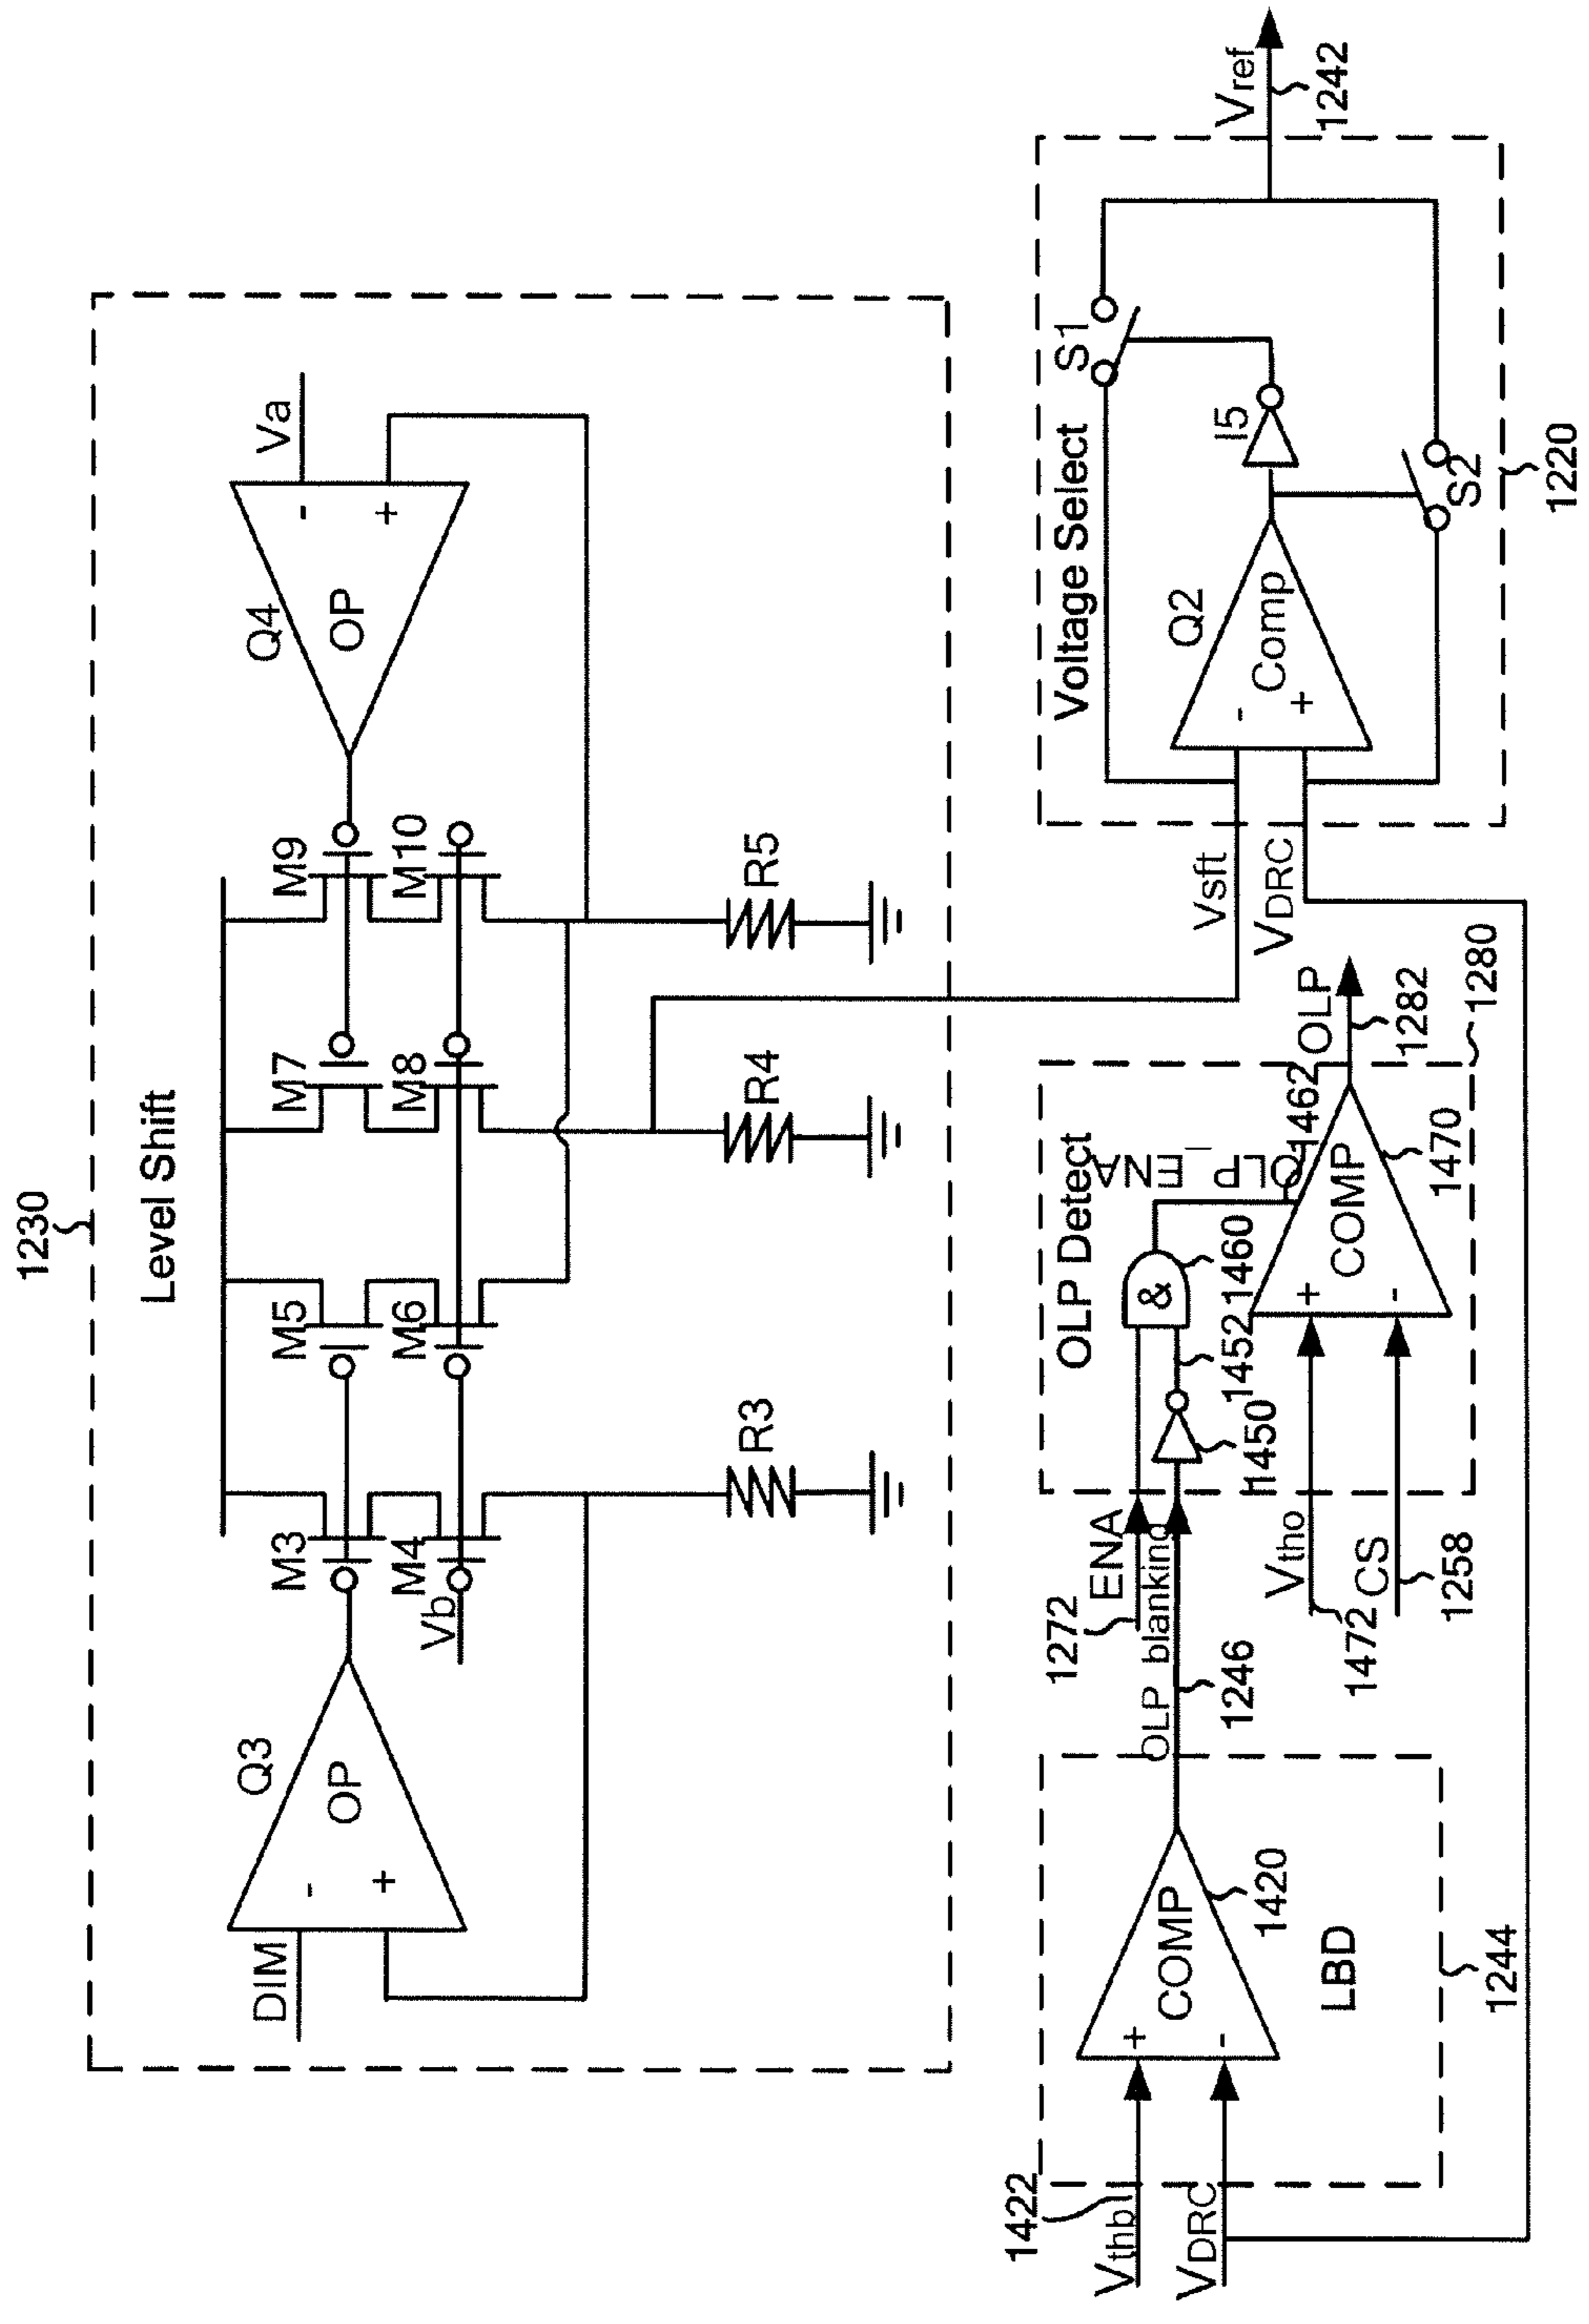 1230
Level Shift
DIM
-
+
OP
Q3
Vb
M3
M4
R3
M5
M6
M7
M8
R4
M9
M10
R5
Q4
OP
-
+
Va
1422
Vthb
VDRC
+
-
COMP
1420
LBD
1244
OLP blanking
1246
1272
ENA
OLP Detect
1450
1452
&
1460
OLP_ENA
1462
Vtho
1472
CS
1258
+
-
COMP
1470
OLP
1282
1280
Vsft
VDRC
Voltage Select
-
+
Comp
Q2
I5
S1
S2
1220
Vref
1242